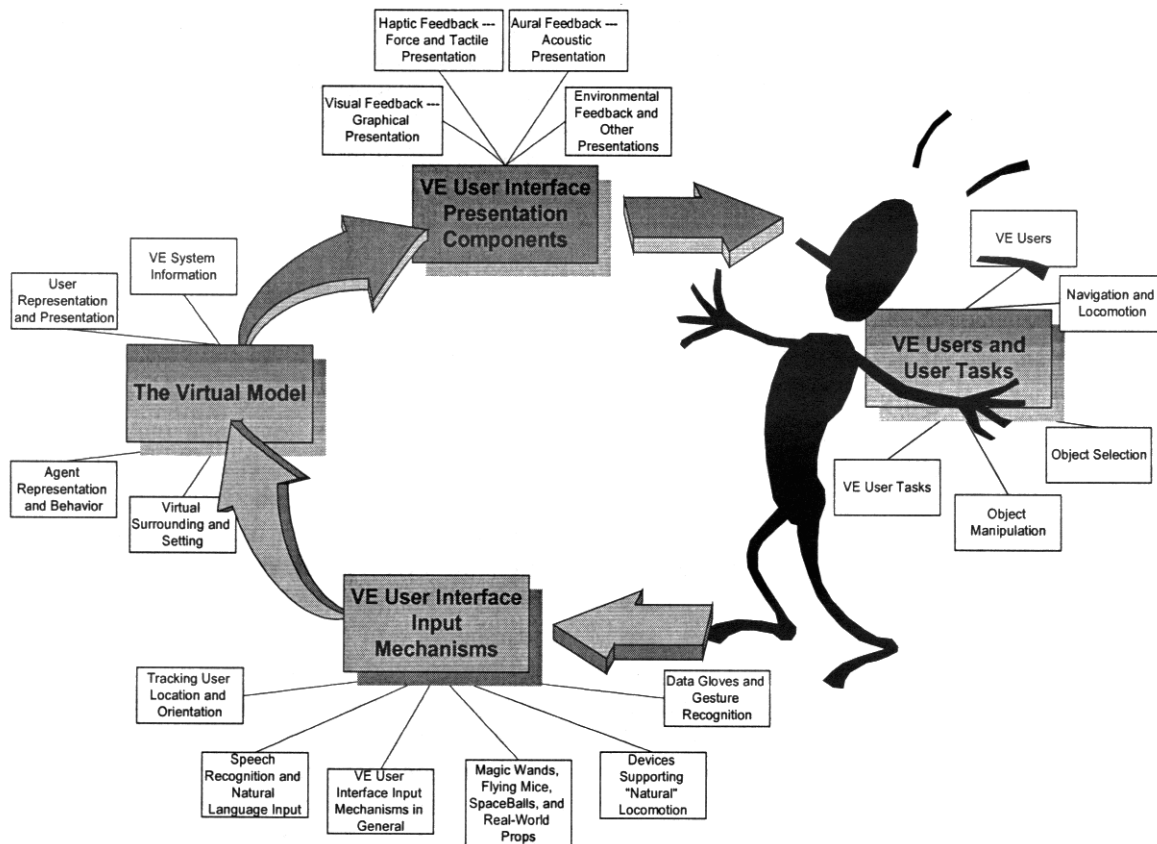 Haptic Feedback ---
Force and Tactile
Presentation
Aural Feedback ---
Acoustic
Presentation
Visual Feedback ---
Graphical
Presentation
Environmental
Feedback and
Other
Presentations
VE User Interface
Presentation
Components
VE System
Information
User
Representation
and Presentation
The Virtual Model
Agent
Representation
and Behavior
Virtual
Surrounding and
Setting
VE Users
Navigation and
Locomotion
VE Users and
User Tasks
Object Selection
VE User Tasks
Object
Manipulation
VE User Interface
Input
Mechanisms
Tracking User
Location and
Orientation
Data Gloves and
Gesture
Recognition
Speech
Recognition and
Natural
Language Input
VE User
Interface Input
Mechanisms in
General
Magic Wands,
Flying Mice,
SpaceBalls, and
Real-World
Props
Devices
Supporting
"Natural"
Locomotion